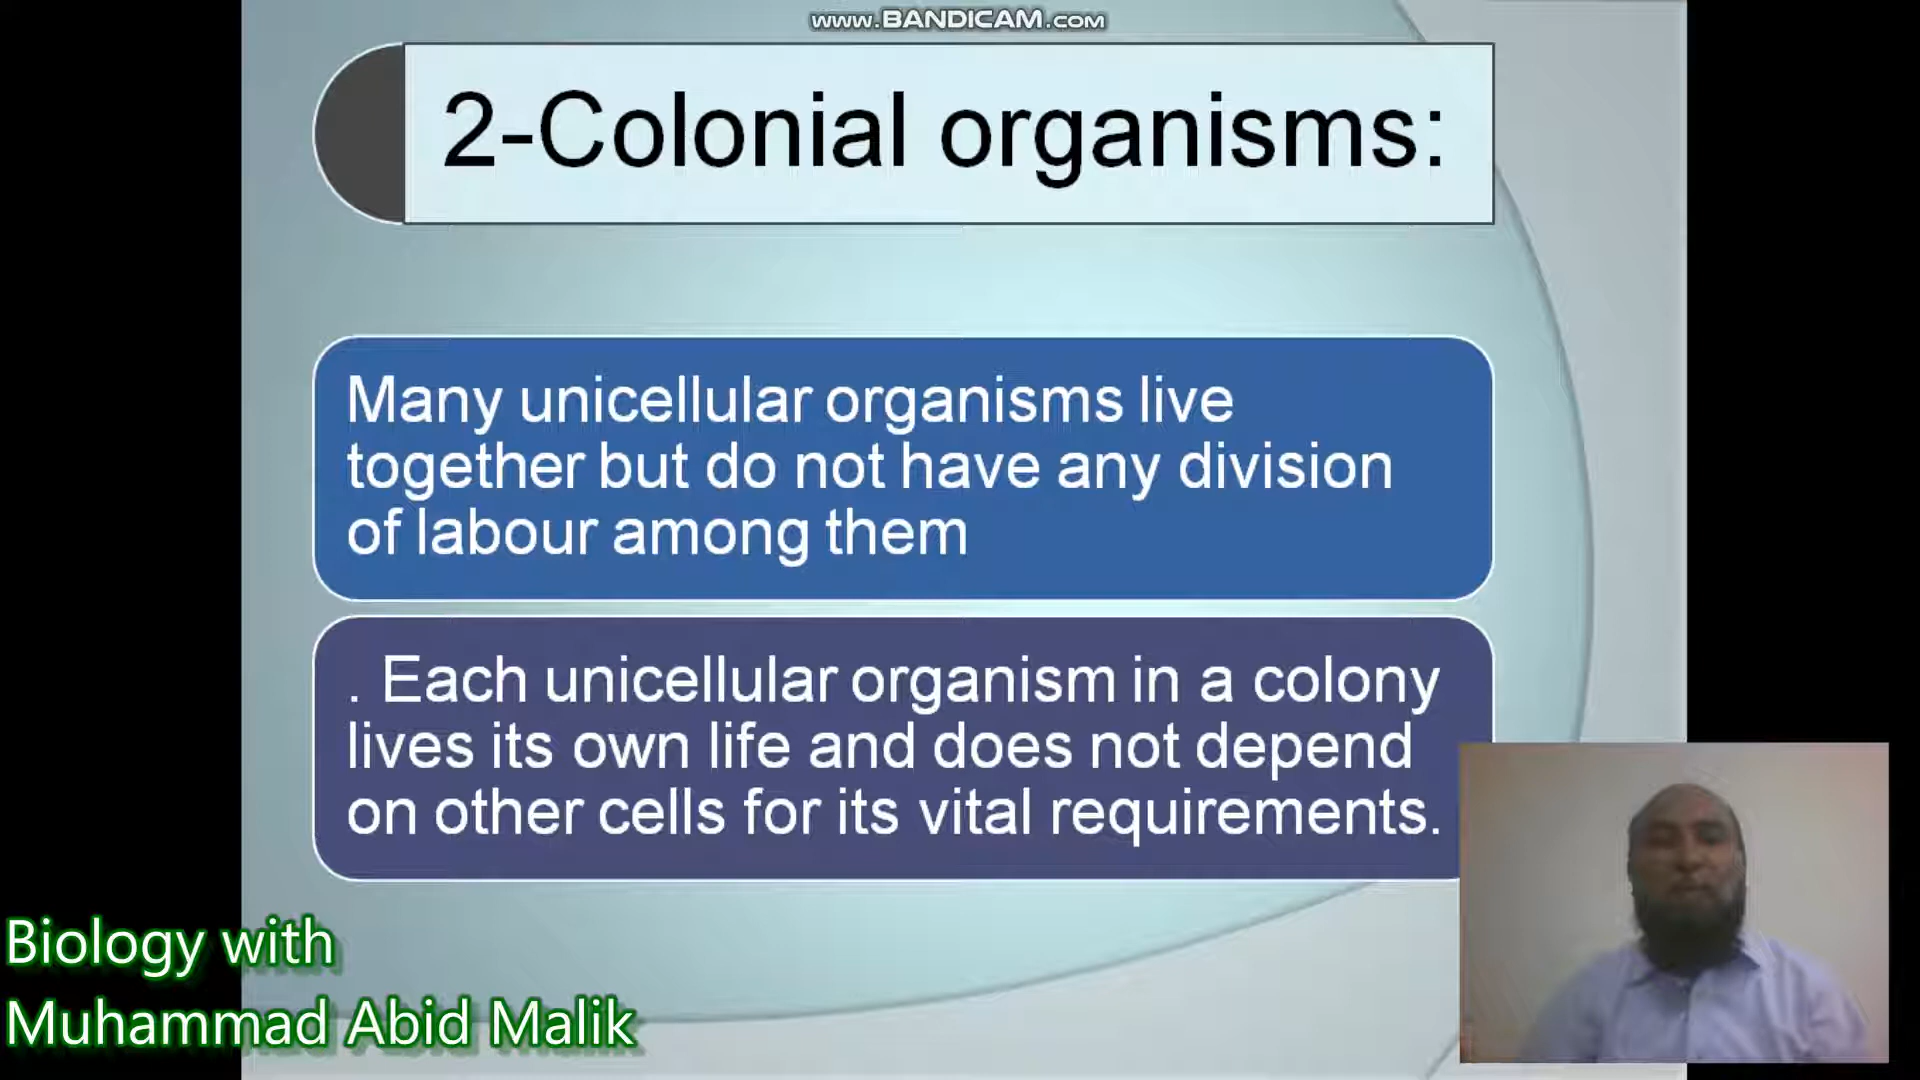 www.BANDICAM.com
2-Colonial organisms:
Many unicellular organisms live
together but do not have any division
of labour among them
. Each unicellular organism in a colony
lives its own life and does not depend
on other cells for its vital requirements.
Biology with
Muhammad Abid Malik